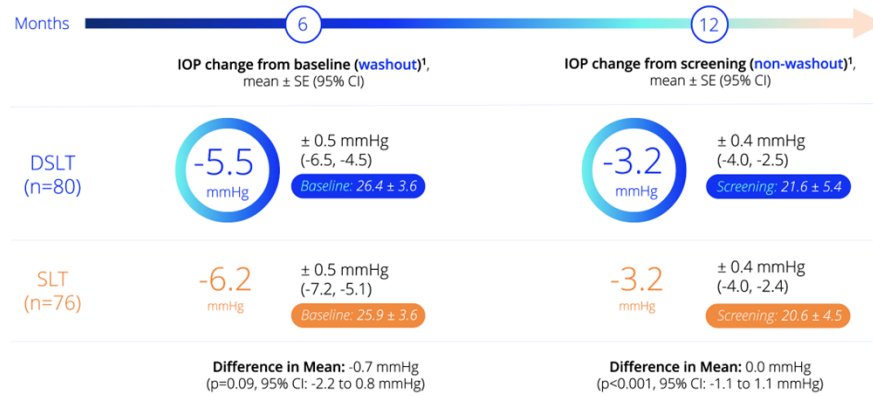 Months 6 12
IOP change from baseline (washout)¹, IOP change from screening (non-washout)¹,
mean ± SE (95% CI) mean ± SE (95% CI)
DSLT
(n=80)
-5.5
mmHg
± 0.5 mmHg
(-6.5, -4.5)
Baseline: 26.4 ± 3.6
-3.2
mmHg
± 0.4 mmHg
(-4.0, -2.5)
Screening: 21.6 ± 5.4
SLT
(n=76)
-6.2
mmHg
± 0.5 mmHg
(-7.2, -5.1)
Baseline: 25.9 ± 3.6
-3.2
mmHg
± 0.4 mmHg
(-4.0, -2.4)
Screening: 20.6 ± 4.5
Difference in Mean: -0.7 mmHg
(p=0.09, 95% CI: -2.2 to 0.8 mmHg)
Difference in Mean: 0.0 mmHg
(p<0.001, 95% CI: -1.1 to 1.1 mmHg)